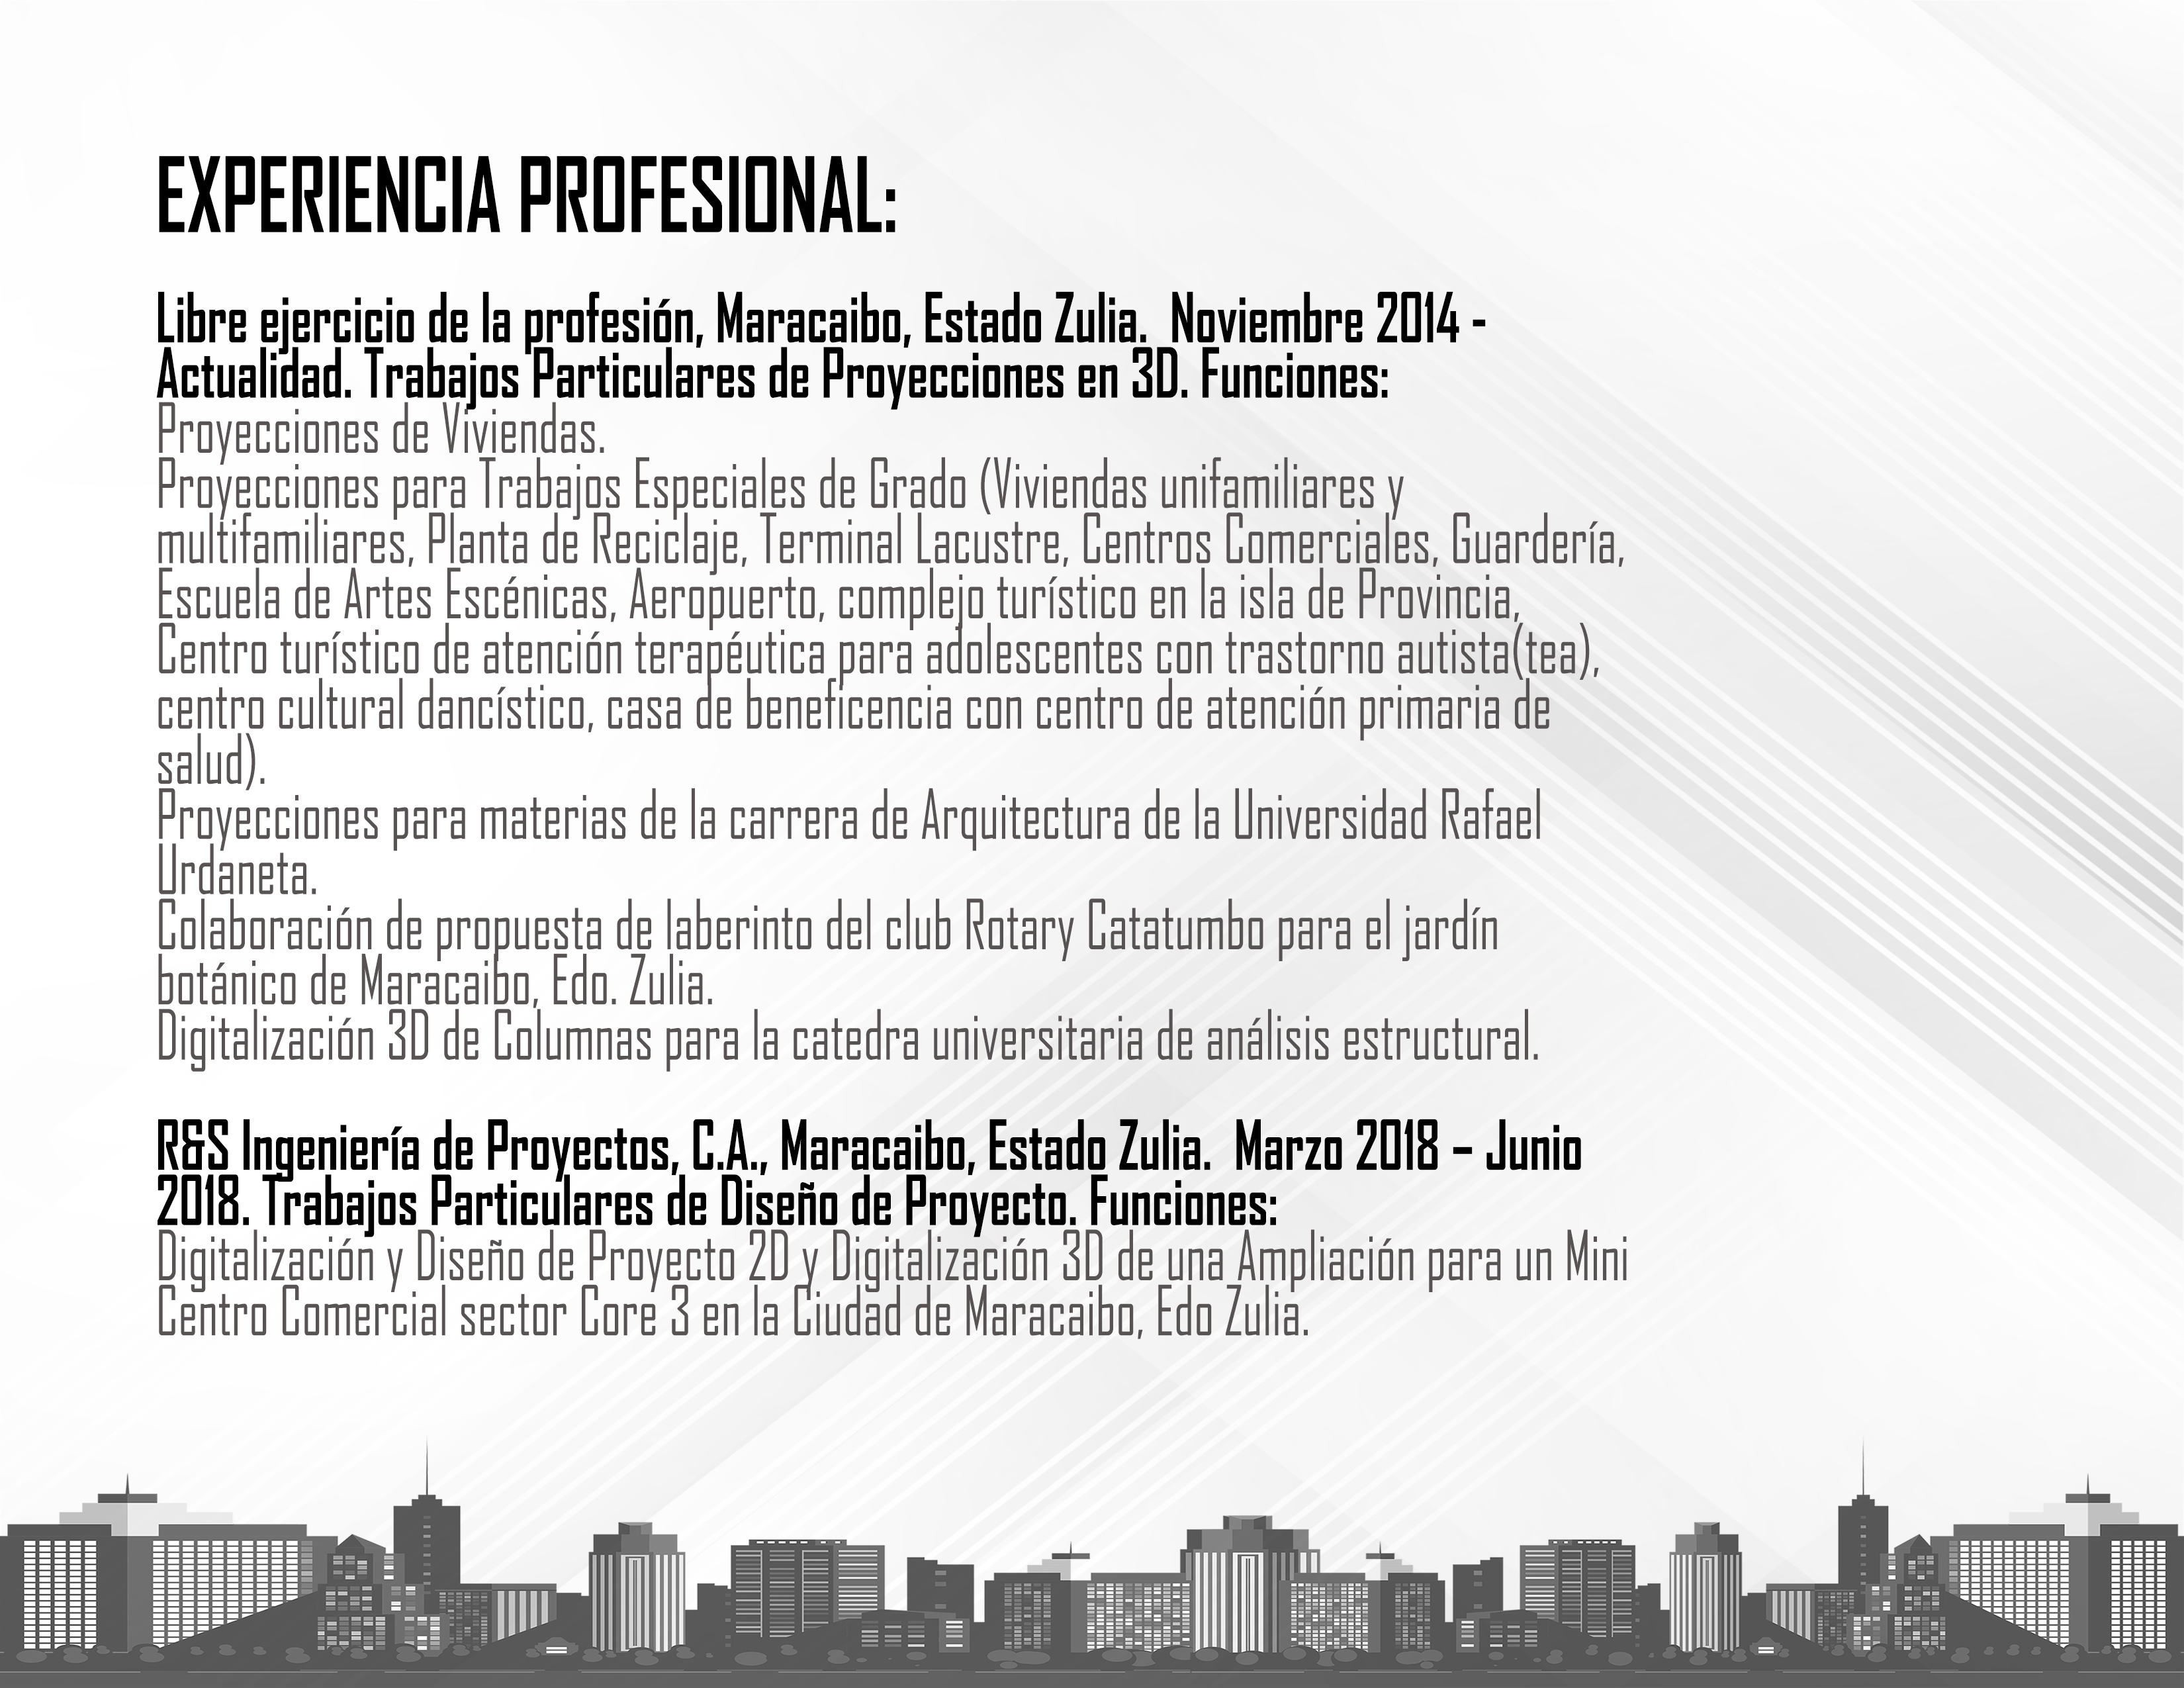 EXPERIENCIA PROFESIONAL:
Libre ejercicio de la profesión, Maracaibo, Estado Zulia.  Noviembre 2014 -
Actualidad. Trabajos Particulares de Proyecciones en 3D. Funciones:
Proyecciones de Viviendas.
Proyecciones para Trabajos Especiales de Grado (Viviendas unifamiliares y
multifamiliares, Planta de Reciclaje, Terminal Lacustre, Centros Comerciales, Guardería,
Escuela de Artes Escénicas, Aeropuerto, complejo turístico en la isla de Provincia,
Centro turístico de atención terapéutica para adolescentes con trastorno autista(tea),
centro cultural dancístico, casa de beneficencia con centro de atención primaria de
salud).
Proyecciones para materias de la carrera de Arquitectura de la Universidad Rafael
Urdaneta.
Colaboración de propuesta de laberinto del club Rotary Catatumbo para el jardín
botánico de Maracaibo, Edo. Zulia.
Digitalización 3D de Columnas para la catedra universitaria de análisis estructural.
R&S Ingeniería de Proyectos, C.A., Maracaibo, Estado Zulia.  Marzo 2018 – Junio
2018. Trabajos Particulares de Diseño de Proyecto. Funciones:
Digitalización y Diseño de Proyecto 2D y Digitalización 3D de una Ampliación para un Mini
Centro Comercial sector Core 3 en la Ciudad de Maracaibo, Edo Zulia.